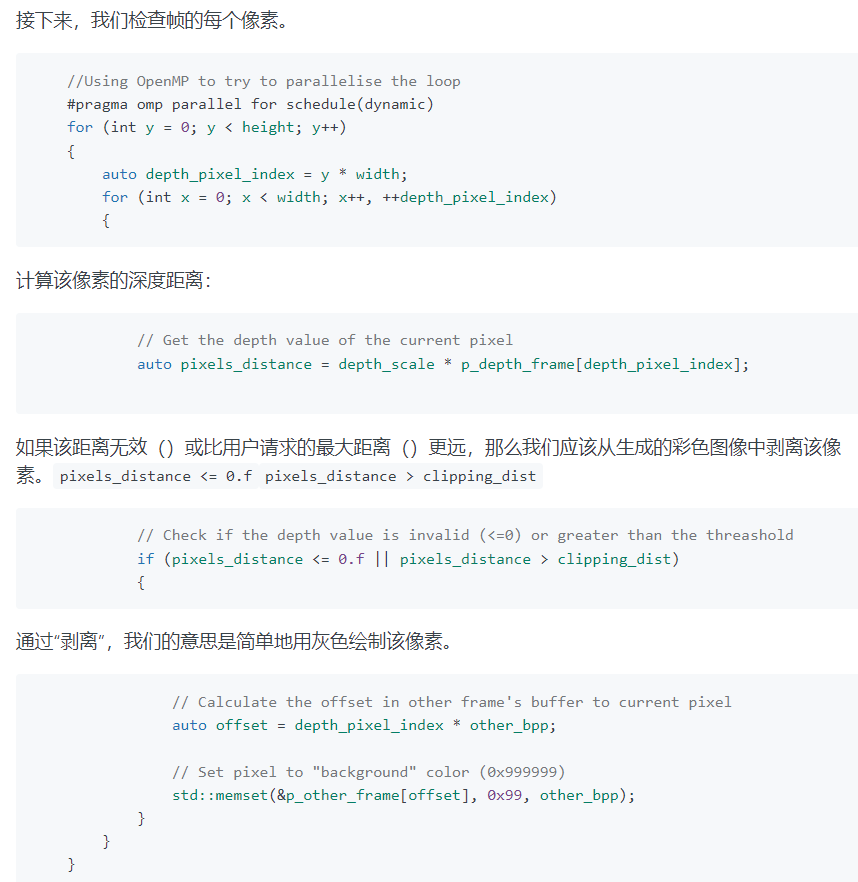 接下来，我们检查帧的每个像素。
//Using OpenMP to try to parallelise the loop
#pragma omp parallel for schedule(dynamic)
for (int y = 0; y < height; y++)
{
    auto depth_pixel_index = y * width;
    for (int x = 0; x < width; x++, ++depth_pixel_index)
    {
计算该像素的深度距离：
        // Get the depth value of the current pixel
        auto pixels_distance = depth_scale * p_depth_frame[depth_pixel_index];
如果该距离无效（）或比用户请求的最大距离（）更远，那么我们应该从生成的彩色图像中剥离该像
素。 pixels_distance <= 0.f pixels_distance > clipping_dist
        // Check if the depth value is invalid (<=0) or greater than the threashold
        if (pixels_distance <= 0.f || pixels_distance > clipping_dist)
        {
通过“剥离”，我们的意思是简单地用灰色绘制该像素。
            // Calculate the offset in other frame's buffer to current pixel
            auto offset = depth_pixel_index * other_bpp;
            // Set pixel to "background" color (0x999999)
            std::memset(&p_other_frame[offset], 0x99, other_bpp);
        }
    }
}